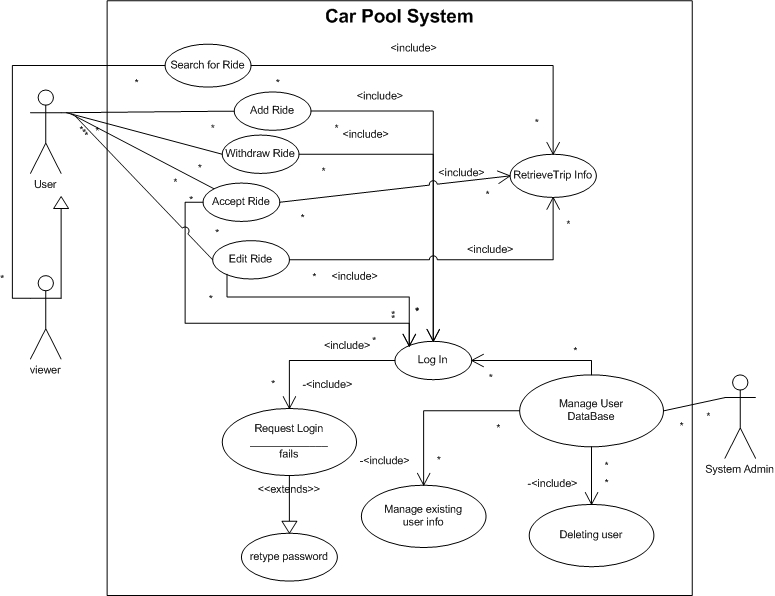 Car Pool System
<include>
Search for Ride
*
*
<include>
Add Ride
*
*
*
***
*
<include>
Withdraw Ride
*
*
<include>
RetrieveTrip Info
User
*
*
*
Accept Ride
*
*
*
<include>
Edit Ride
*
<include>
*
viewer
*
*
*
*
*
<include>
*
Log In
*
*
-<include>
*
Manage User
DataBase
*
*
System Admin
Request Login
fails
*
-<include>
*
*
*
<<extends>>
-<include>
Manage existing
user info
Deleting user
retype password